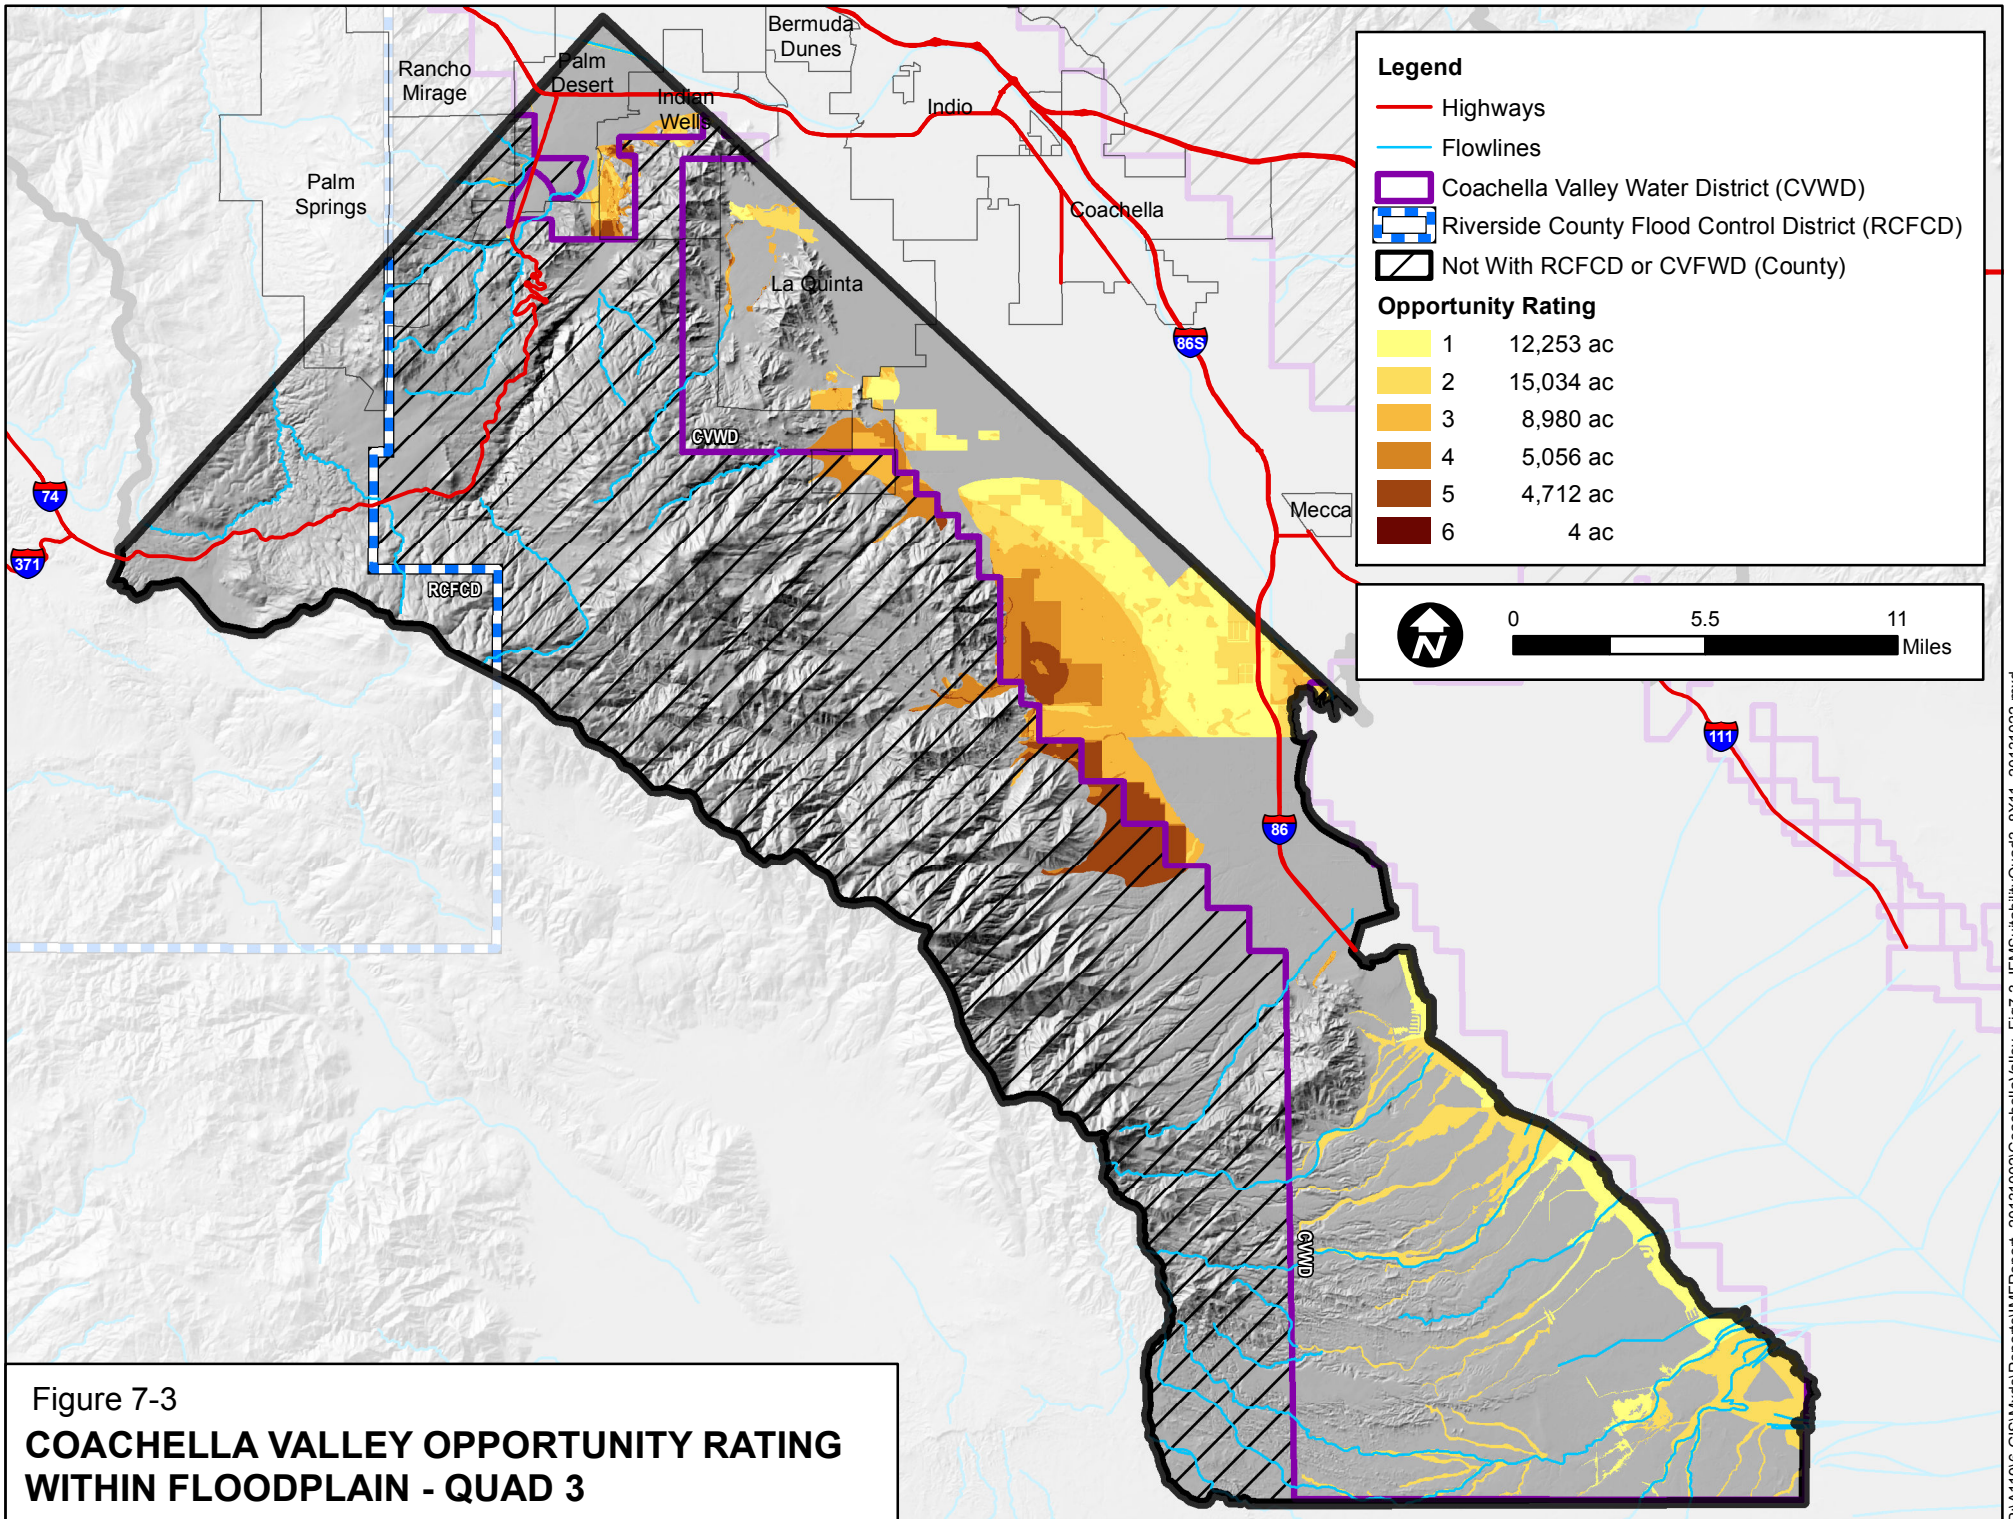 Bermuda
Dunes
Palm
Desert
Rancho
Mirage
Indian
Wells
Indio
Palm
Springs
Coachella
La Quinta
86S
CVWD
74
371
Mecca
RCFCD
111
86
CVWD
Legend
Highways
Flowlines
Coachella Valley Water District (CVWD)
Riverside County Flood Control District (RCFCD)
Not With RCFCD or CVFWD (County)
Opportunity Rating
1 12,253 ac
2 15,034 ac
3 8,980 ac
4 5,056 ac
5 4,712 ac
6 4 ac
N
0 5.5 11
Miles
Figure 7-3
COACHELLA VALLEY OPPORTUNITY RATING
WITHIN FLOODPLAIN - QUAD 3